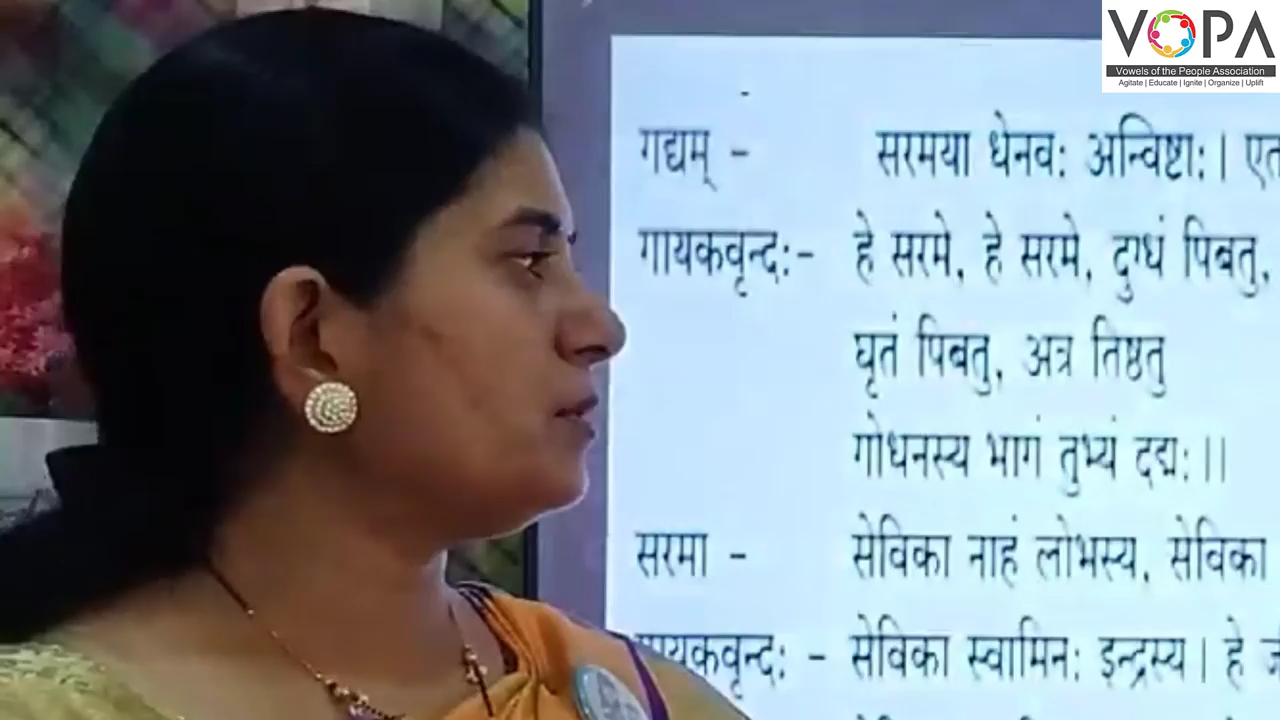 VOPA
Vowels of the People Association
Agitate | Educate | Ignite | Organize | Uplift
गद्यम् - सरमया धेनवः अन्विष्टाः। एत
गायकवृन्दः- हे सरमे, हे सरमे, दुग्धं पिबतु,
घृतं पिबतु, अत्र तिष्ठतु
गोधनस्य भागं तुभ्यं दद्मः।।
सरमा - सेविका नाहं लोभस्य, सेविका
गायकवृन्दः - सेविका स्वामिनः इन्द्रस्य। हे